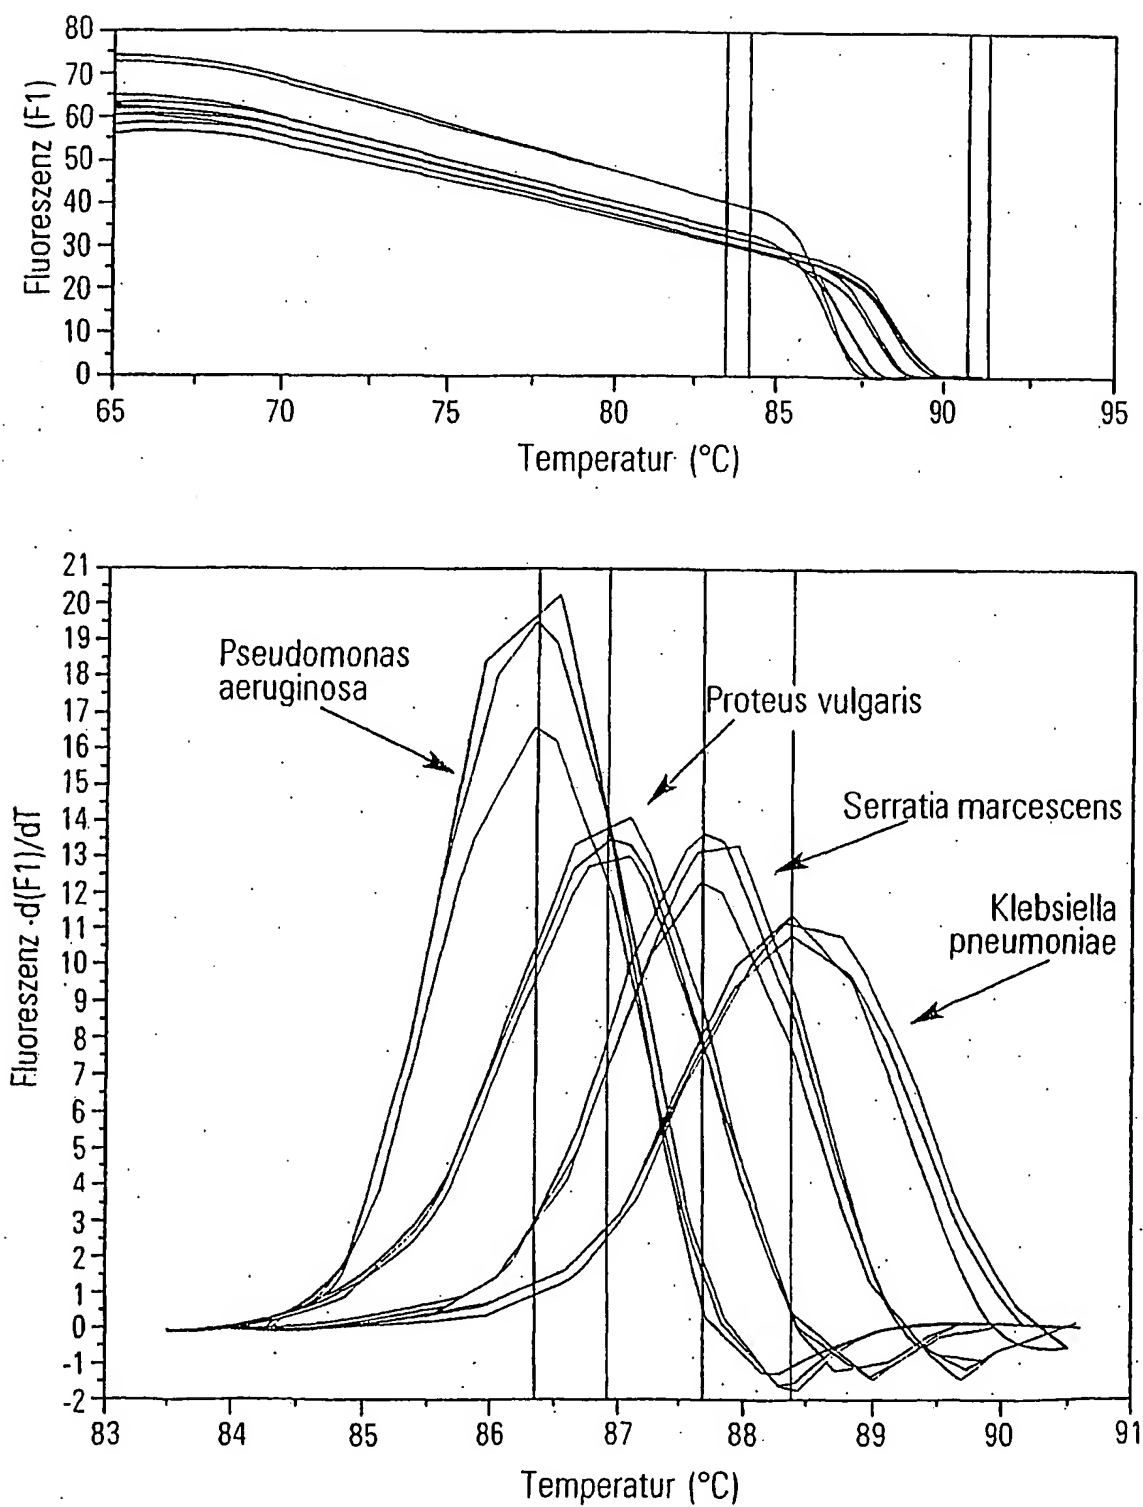 80
70
60
50
40
30
20
10
0
Fluoreszenz (F1)
65 70 75 80 85 90 95
Temperatur (°C)
21
20
19
18
17
16
15
14
13
12
11
10
9
8
7
6
5
4
3
2
1
0
-1
-2
Fluoreszenz -d(F1)/dT
Pseudomonas
aeruginosa
Proteus vulgaris
Serratia marcescens
Klebsiella
pneumoniae
83 84 85 86 87 88 89 90 91
Temperatur (°C)